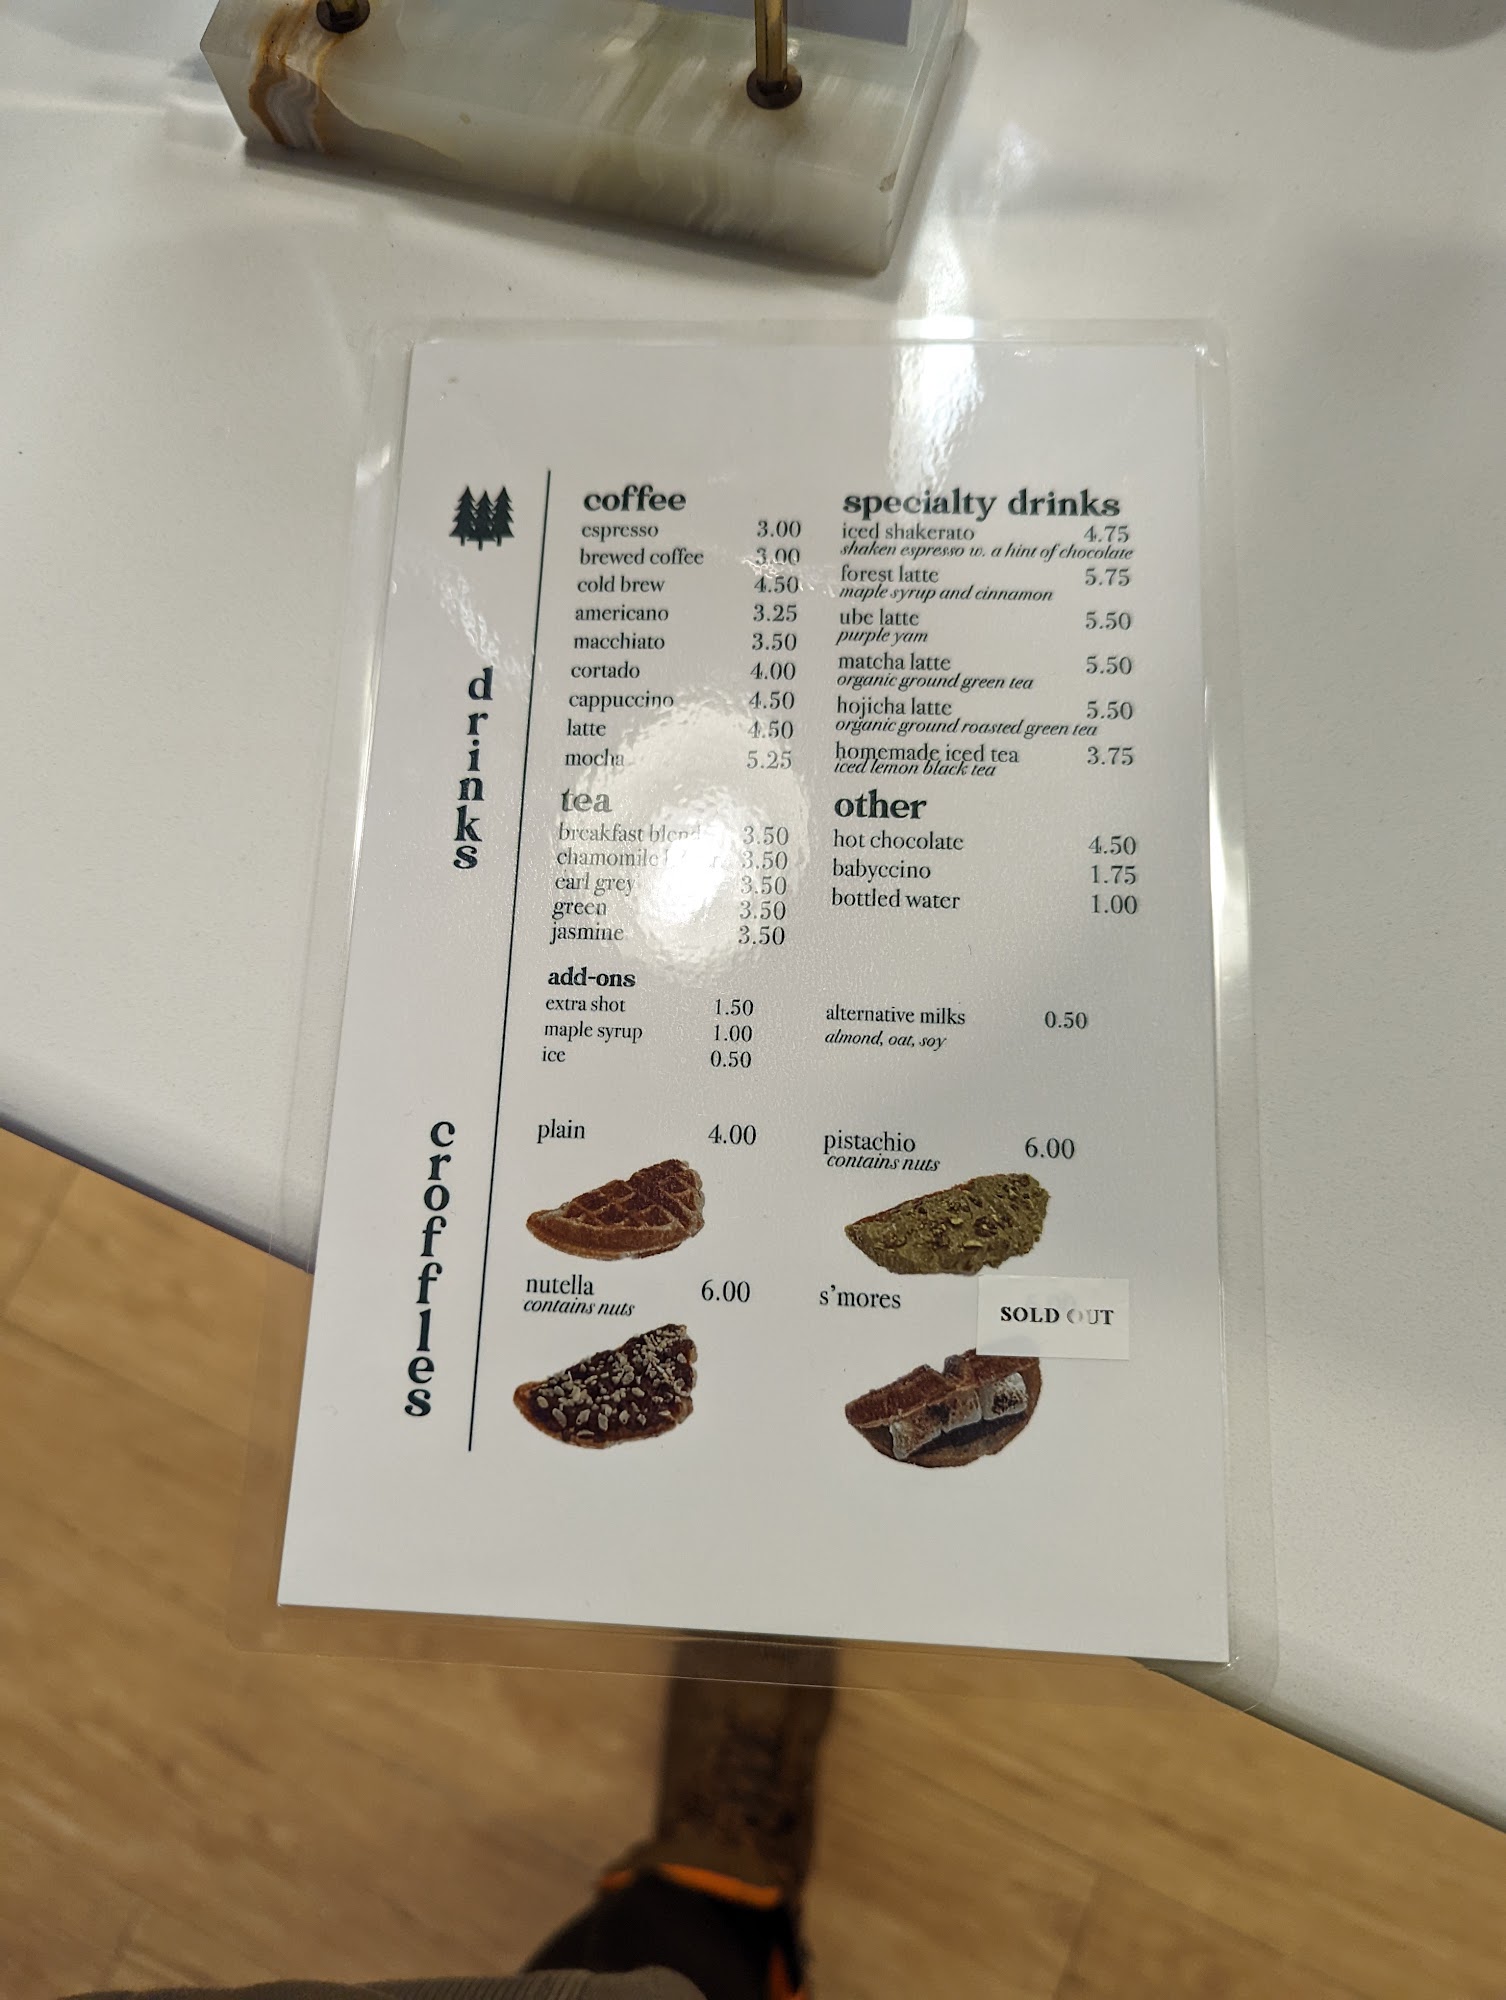 drinks
coffee
espresso 3.00
brewed coffee 3.00
cold brew 4.50
americano 3.25
macchiato 3.50
cortado 4.00
cappuccino 4.50
latte 4.50
mocha 5.25
tea
breakfast blend 3.50
chamomile 3.50
earl grey 3.50
green 3.50
jasmine 3.50
specialty drinks
iced shakerato 4.75
shaken espresso w. a hint of chocolate
forest latte 5.75
maple syrup and cinnamon
ube latte 5.50
purple yam
matcha latte 5.50
organic ground green tea
hojicha latte 5.50
organic ground roasted green tea
homemade iced tea 3.75
iced lemon black tea
other
hot chocolate 4.50
babyccino 1.75
bottled water 1.00
add-ons
extra shot 1.50
maple syrup 1.00
ice 0.50
alternative milks 0.50
almond, oat, soy
croffles
plain 4.00
pistachio 6.00
contains nuts
nutella 6.00
contains nuts
s'mores
SOLD OUT